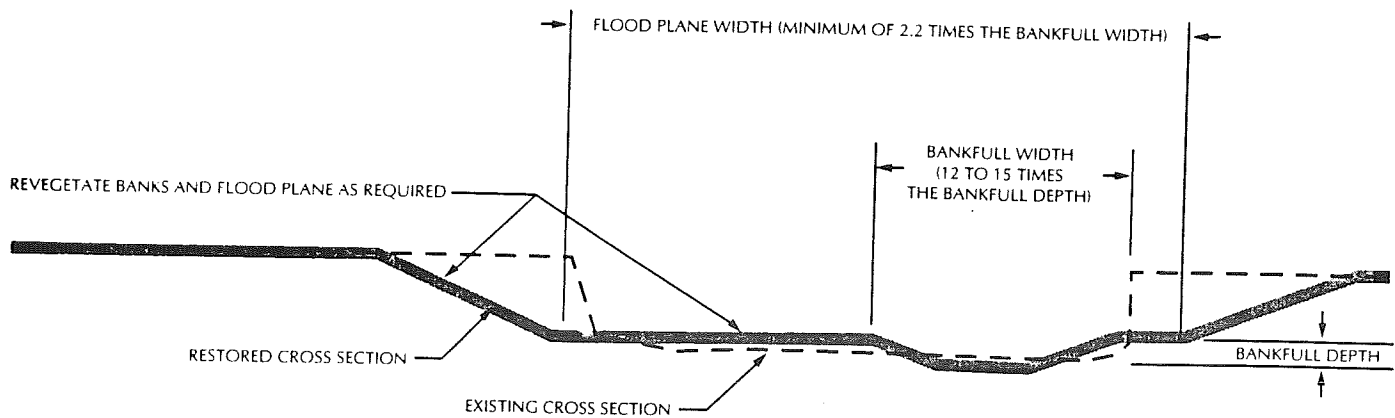 FLOOD PLANE WIDTH (MINIMUM OF 2.2 TIMES THE BANKFULL WIDTH)
BANKFULL WIDTH
(12 TO 15 TIMES
THE BANKFULL DEPTH)
REVEGETATE BANKS AND FLOOD PLANE AS REQUIRED
RESTORED CROSS SECTION
BANKFULL DEPTH
EXISTING CROSS SECTION